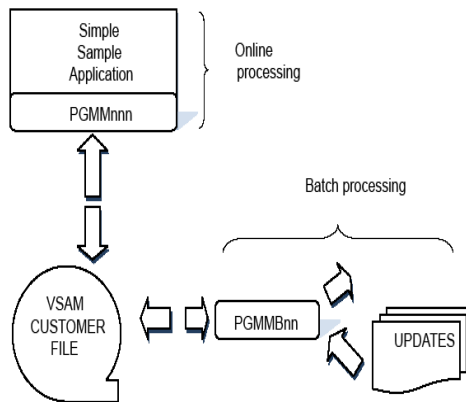 Simple
Sample
Application
PGMMnnn
Online
processing
Batch processing
VSAM
CUSTOMER
FILE
PGMMBnn
UPDATES